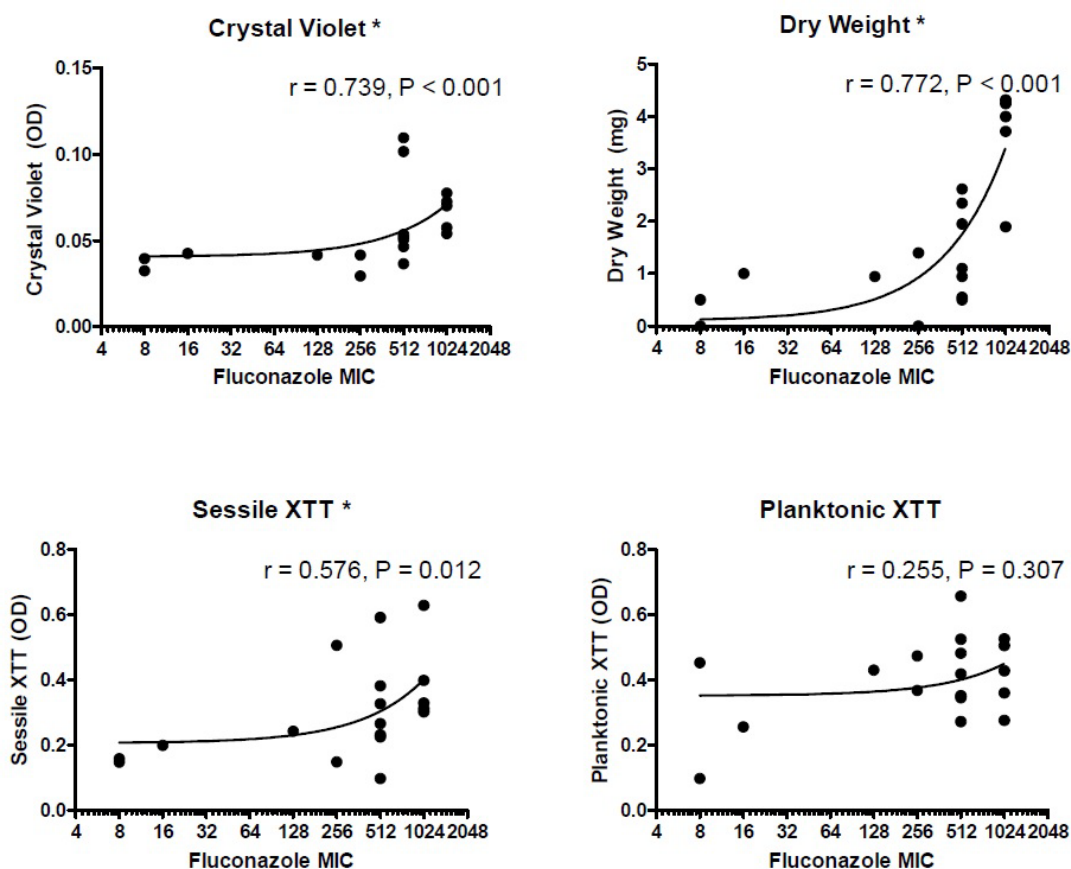 Crystal Violet *
r = 0.739, P < 0.001
Crystal Violet (OD)
0.15
0.10
0.05
0.00
4 8 16 32 64 128 256 512 1024 2048
Fluconazole MIC
Dry Weight *
r = 0.772, P < 0.001
Dry Weight (mg)
5
4
3
2
1
0
4 8 16 32 64 128 256 512 1024 2048
Fluconazole MIC
Sessile XTT *
r = 0.576, P = 0.012
Sessile XTT (OD)
0.8
0.6
0.4
0.2
0.0
4 8 16 32 64 128 256 512 1024 2048
Fluconazole MIC
Planktonic XTT
r = 0.255, P = 0.307
Planktonic XTT (OD)
0.8
0.6
0.4
0.2
0.0
4 8 16 32 64 128 256 512 1024 2048
Fluconazole MIC